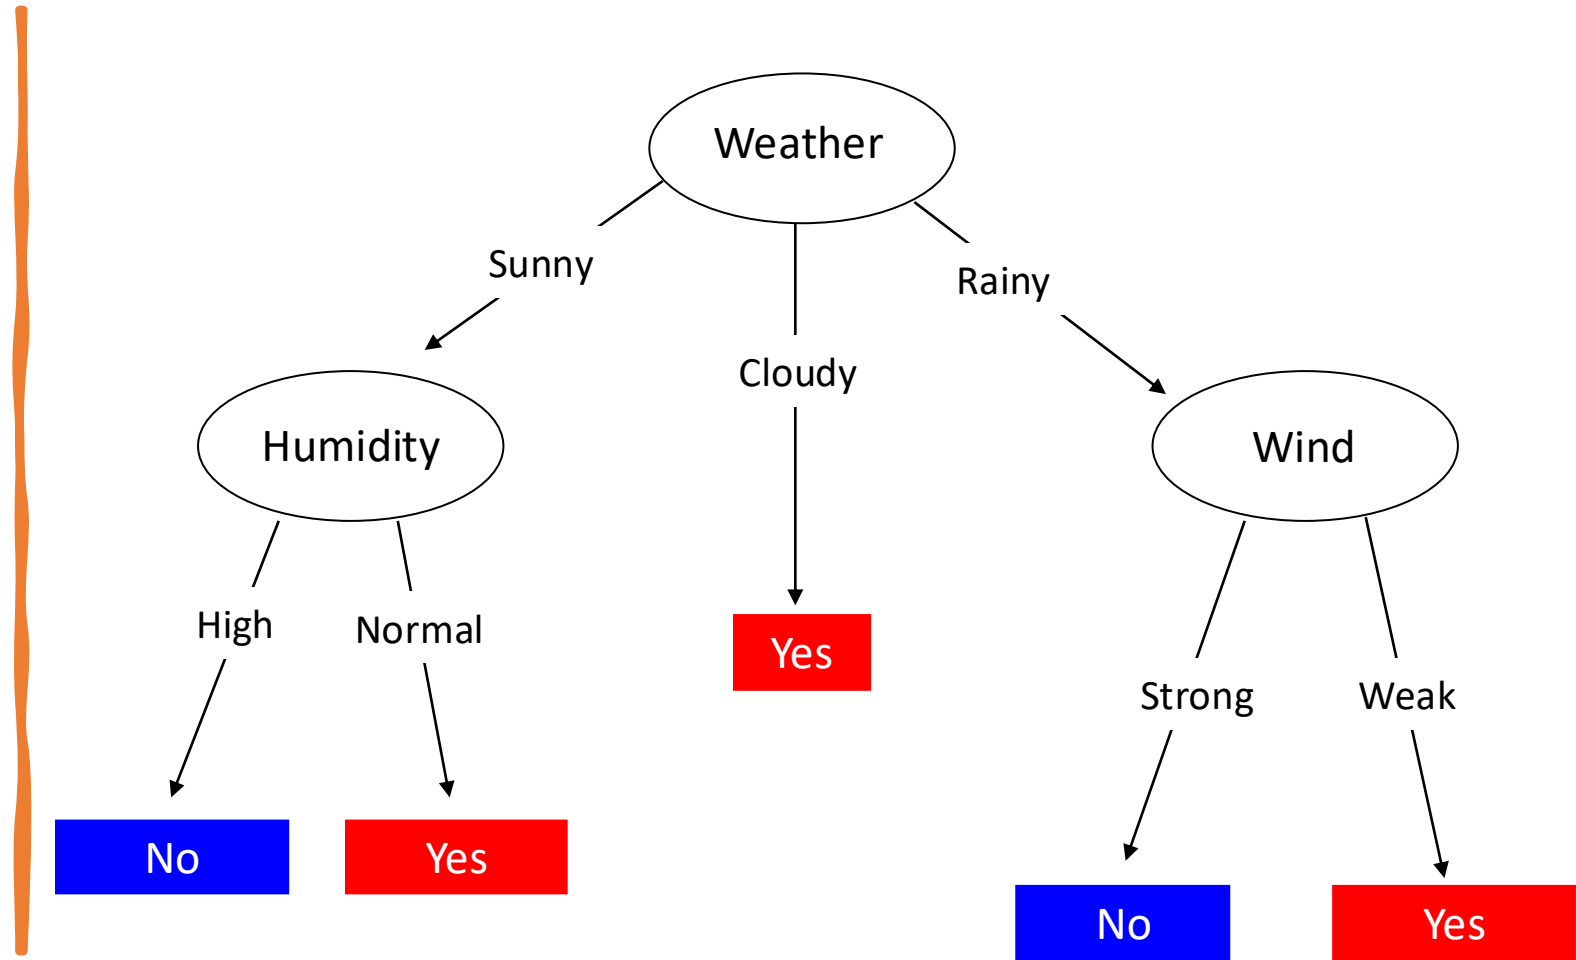 Weather
Sunny
Rainy
Cloudy
Humidity
Wind
High
Normal
Yes
Strong
Weak
No
Yes
No
Yes